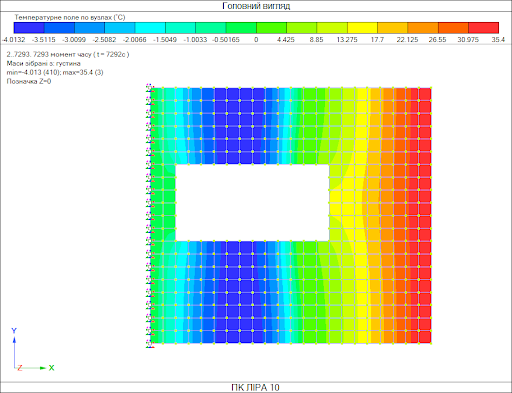 Головний вигляд
Температурне поле по вузлах (°C)
-4.0132 -3.5115 -3.0099 -2.5082 -2.0066 -1.5049 -1.0033 -0.50165 0 4.425 8.85 13.275 17.7 22.125 26.55 30.975 35.4
2..7293. 7293 момент часу ( t = 7292c )
Маси зібрані з: густина
min=-4.013 (410); max=35.4 (3)
Позначка Z=0
Y
Z X
ПК ЛІРА 10